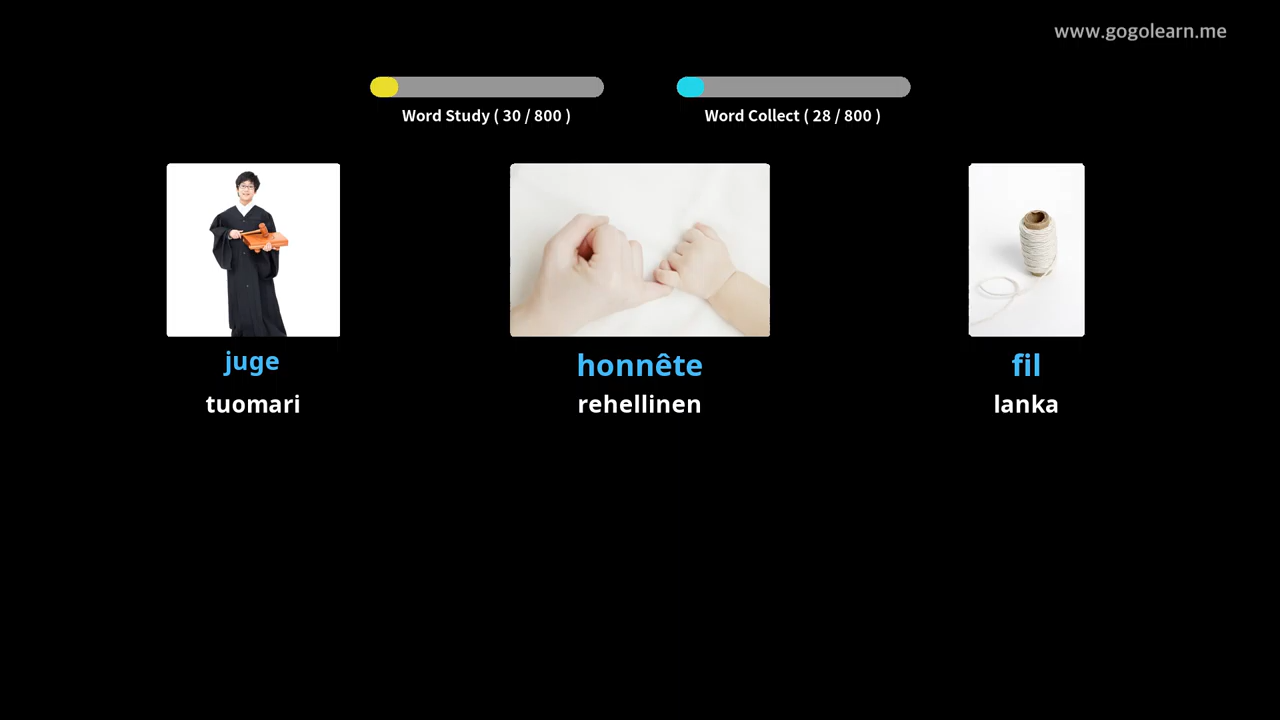 www.gogolearn.me
Word Study ( 30 / 800 )
Word Collect ( 28 / 800 )
juge
tuomari
honnête
rehellinen
fil
lanka